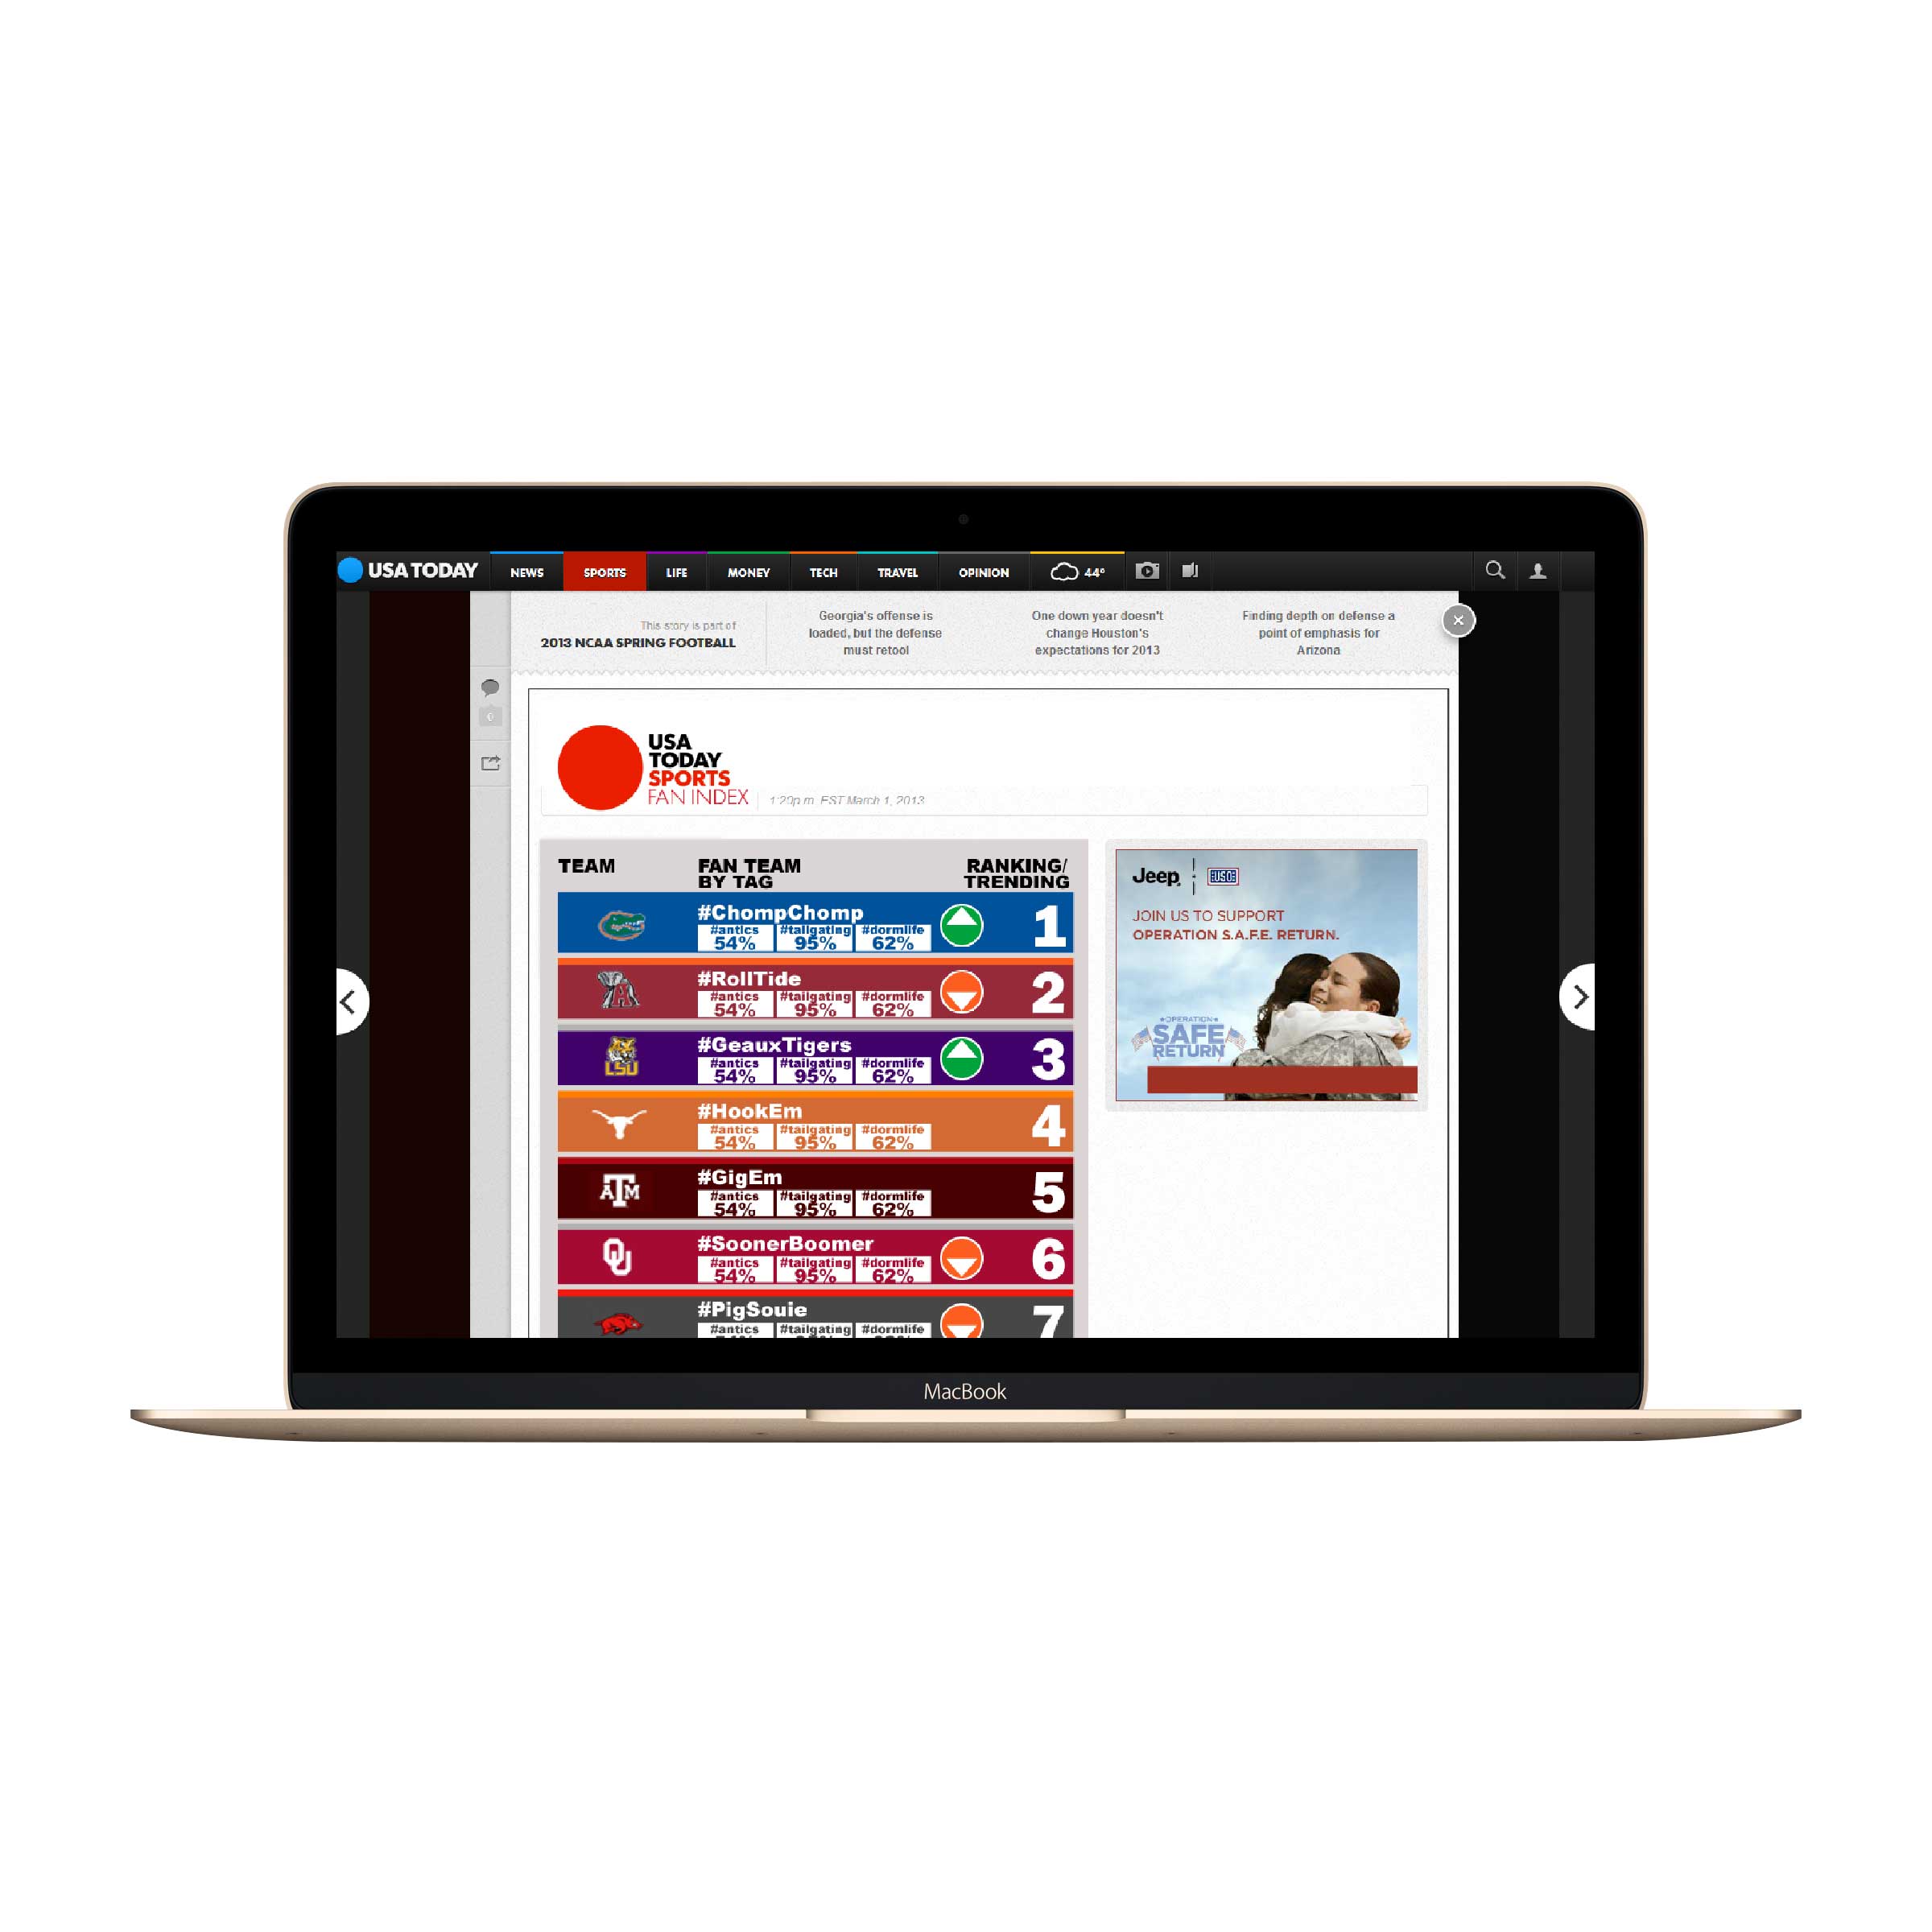 USA TODAY
NEWS
SPORTS
LIFE
MONEY
TECH
TRAVEL
OPINION
44°
This story is part of
2013 NCAA SPRING FOOTBALL
Georgia's offense is
loaded, but the defense
must retool
One down year doesn't
change Houston's
expectations for 2013
Finding depth on defense a
point of emphasis for
Arizona
0
USA
TODAY
SPORTS
FAN INDEX
1:20p.m. EST March 1, 2013
TEAM
FAN TEAM
BY TAG
RANKING/
TRENDING
#ChompChomp
#antics #tailgating #dormlife
54% 95% 62%
1
#RollTide
#antics #tailgating #dormlife
54% 95% 62%
2
LSU
#GeauxTigers
#antics #tailgating #dormlife
54% 95% 62%
3
#HookEm
#antics #tailgating #dormlife
54% 95% 62%
4
ATM
#GigEm
#antics #tailgating #dormlife
54% 95% 62%
5
OU
#SoonerBoomer
#antics #tailgating #dormlife
54% 95% 62%
6
#PigSouie
#antics #tailgating #dormlife
7
Jeep
USO
JOIN US TO SUPPORT
OPERATION S.A.F.E. RETURN.
OPERATION
SAFE
RETURN
MacBook